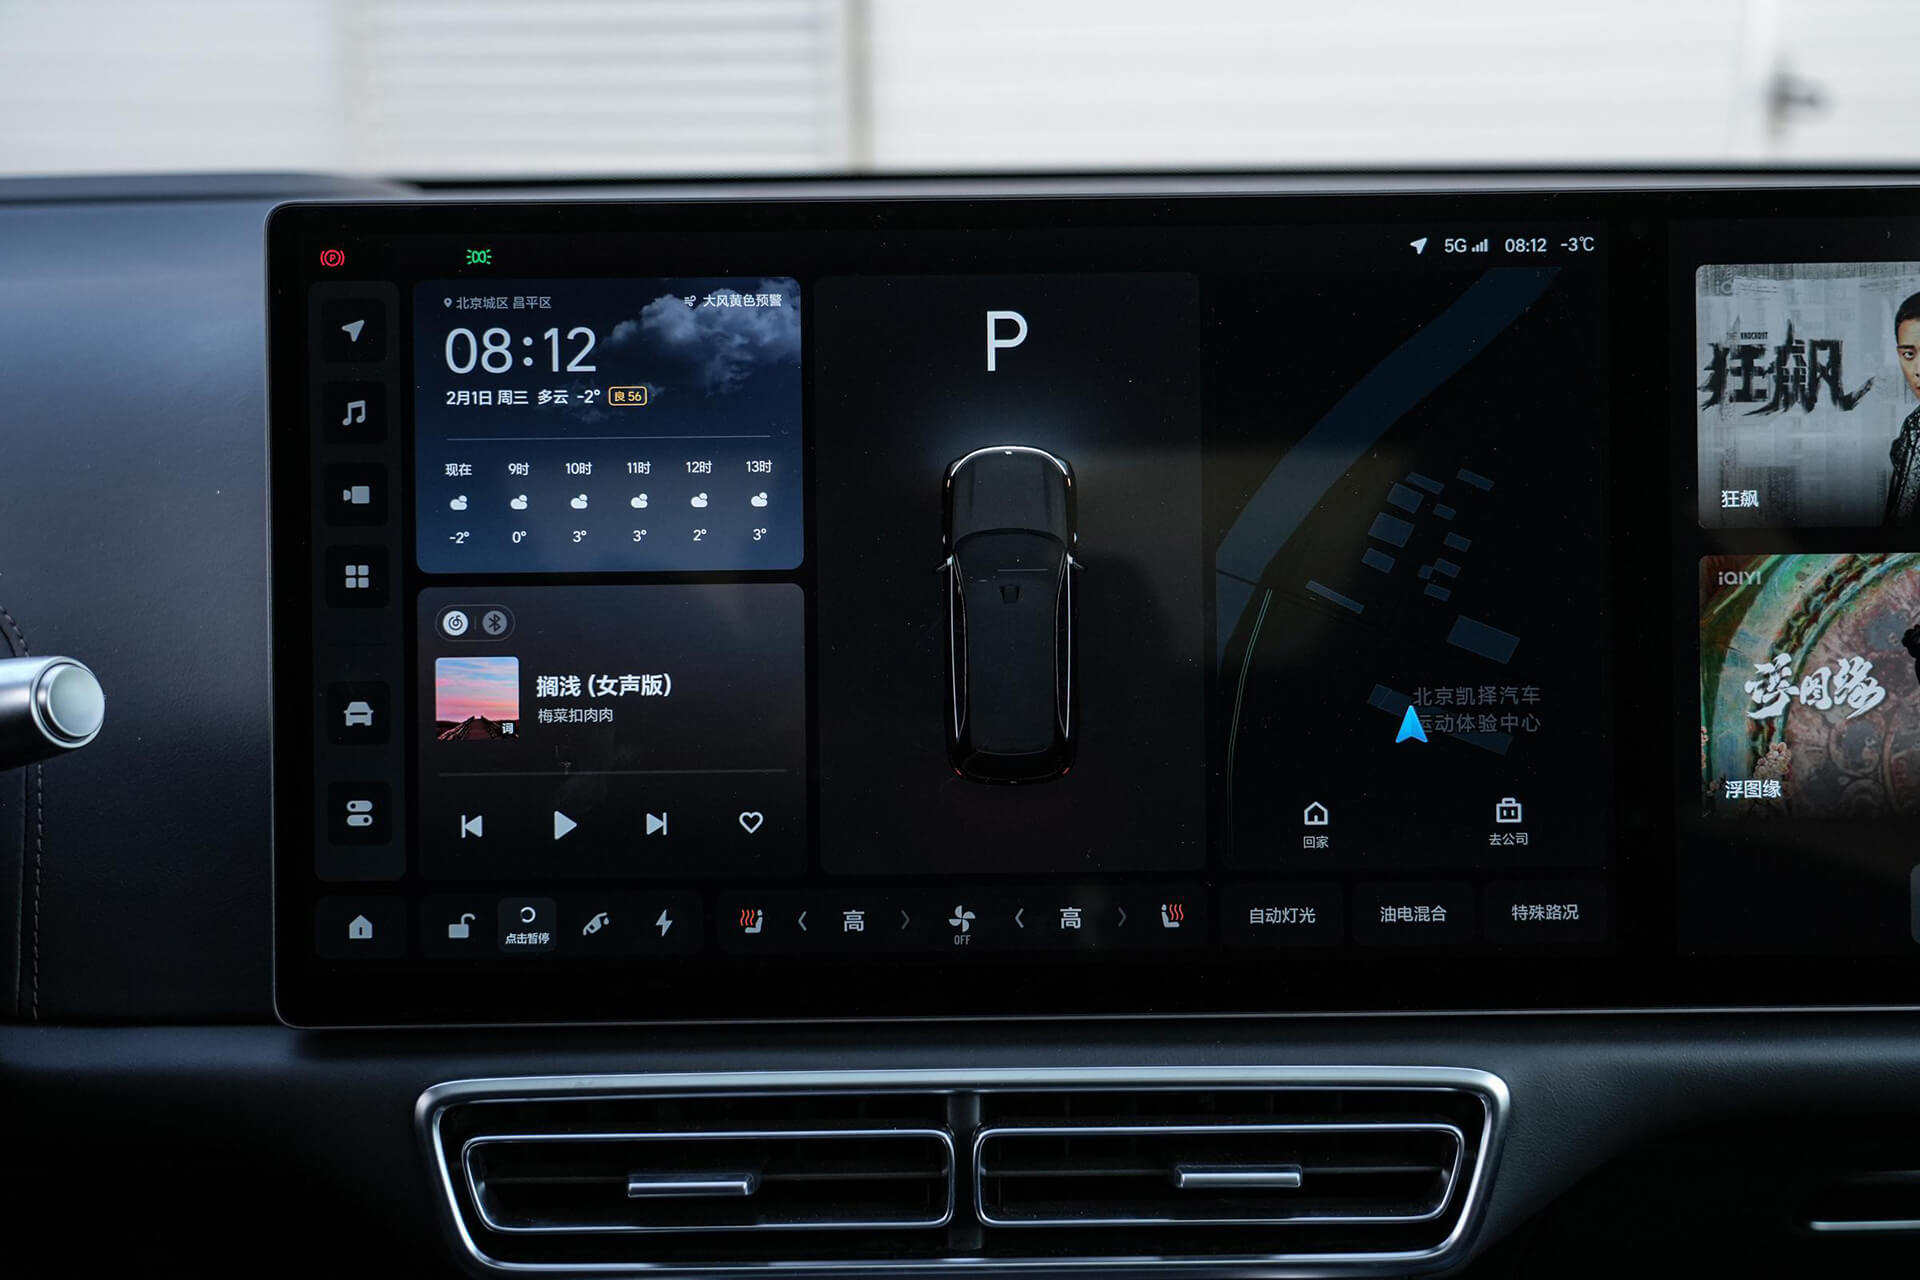 5G 08:12 -3℃
北京城区 昌平区
大风黄色预警
08:12
2月1日 周三 多云 -2° 良 56
现在 9时 10时 11时 12时 13时
-2° 0° 3° 3° 2° 3°
搁浅 (女声版)
梅菜扣肉肉
词
P
北京凯择汽车
运动体验中心
回家
去公司
THE KNOCKOUT
狂飙
狂飙
iQIYI
浮图缘
浮图缘
点击暂停
高
OFF
高
自动灯光
油电混合
特殊路况